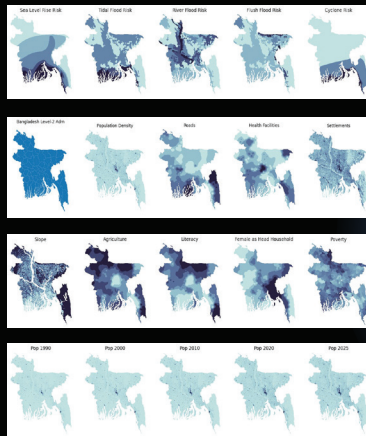 Sea Level Rise Risk
Tidal Flood Risk
River Flood Risk
Flush Flood Risk
Cyclone Risk
Bangladesh Level 2 Adm
Population Density
Roads
Health Facilities
Settlements
Slope
Agriculture
Literacy
Female as Head Household
Poverty
Pop 1990
Pop 2000
Pop 2010
Pop 2020
Pop 2025